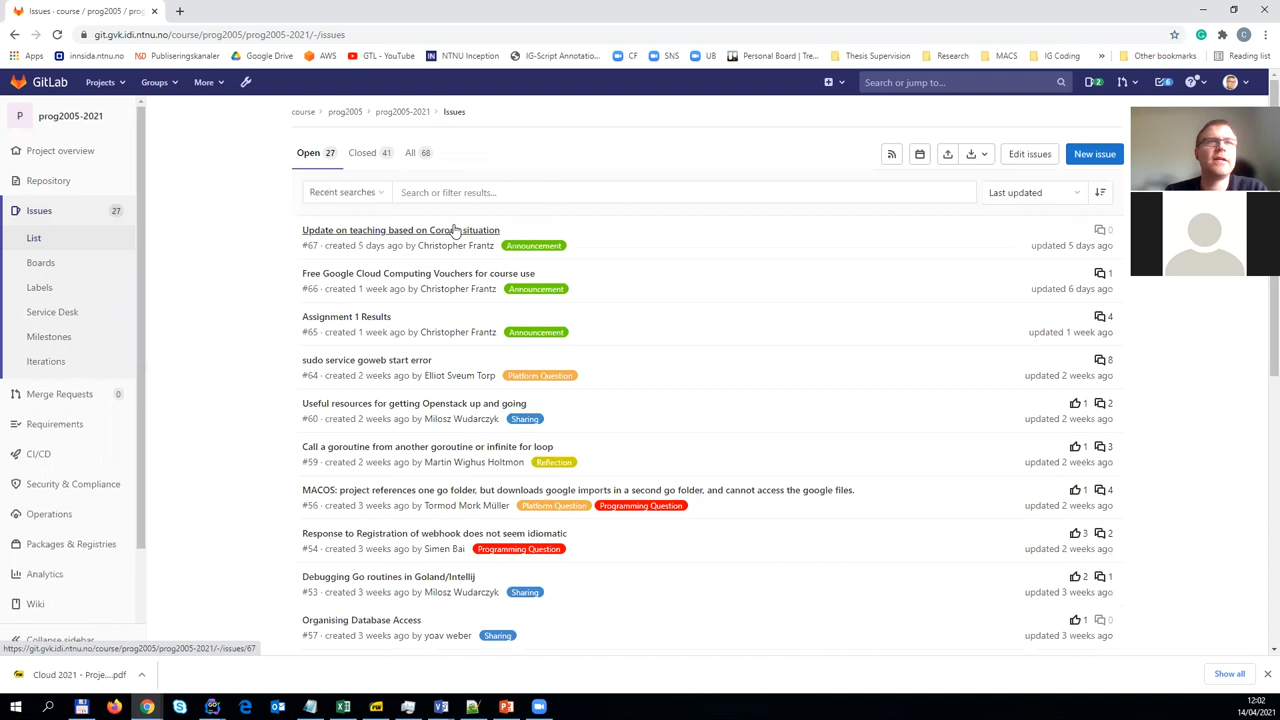 Issues · course / prog2005 / prog
git.gvk.idi.ntnu.no/course/prog2005/prog2005-2021/-/issues
Apps innsida.ntnu.no Publiseringskanaler Google Drive AWS GTL - YouTube NTNU Inception IG-Script Annotatio... CF SNS UB Personal Board | Tre... Thesis Supervision Research MACS IG Coding » Other bookmarks Reading list
GitLab Projects Groups More Search or jump to... 2 6
P prog2005-2021
Project overview
Repository
Issues 27
List
Boards
Labels
Service Desk
Milestones
Iterations
Merge Requests 0
Requirements
CI/CD
Security & Compliance
Operations
Packages & Registries
Analytics
Wiki
Collapse sidebar
course > prog2005 > prog2005-2021 > Issues
Open 27 Closed 41 All 68 Edit issues New issue
Recent searches Search or filter results... Last updated
Update on teaching based on Corona situation 0
#67 · created 5 days ago by Christopher Frantz Announcement updated 5 days ago
Free Google Cloud Computing Vouchers for course use 1
#66 · created 1 week ago by Christopher Frantz Announcement updated 6 days ago
Assignment 1 Results 4
#65 · created 1 week ago by Christopher Frantz Announcement updated 1 week ago
sudo service goweb start error 8
#64 · created 2 weeks ago by Elliot Sveum Torp Platform Question updated 2 weeks ago
Useful resources for getting Openstack up and going 1 2
#60 · created 2 weeks ago by Milosz Wudarczyk Sharing updated 2 weeks ago
Call a goroutine from another goroutine or infinite for loop 1 3
#59 · created 2 weeks ago by Martin Wighus Holtmon Reflection updated 2 weeks ago
MACOS: project references one go folder, but downloads google imports in a second go folder, and cannot access the google files. 1 4
#56 · created 3 weeks ago by Tormod Mork Müller Platform Question Programming Question updated 2 weeks ago
Response to Registration of webhook does not seem idiomatic 3 2
#54 · created 3 weeks ago by Simen Bai Programming Question updated 2 weeks ago
Debugging Go routines in Goland/Intellij 2 1
#53 · created 3 weeks ago by Milosz Wudarczyk Sharing updated 3 weeks ago
Organising Database Access 1 0
#57 · created 3 weeks ago by yoav weber Sharing updated 3 weeks ago
https://git.gvk.idi.ntnu.no/course/prog2005/prog2005-2021/-/issues/67
Cloud 2021 - Proje....pdf Show all
12:02
14/04/2021